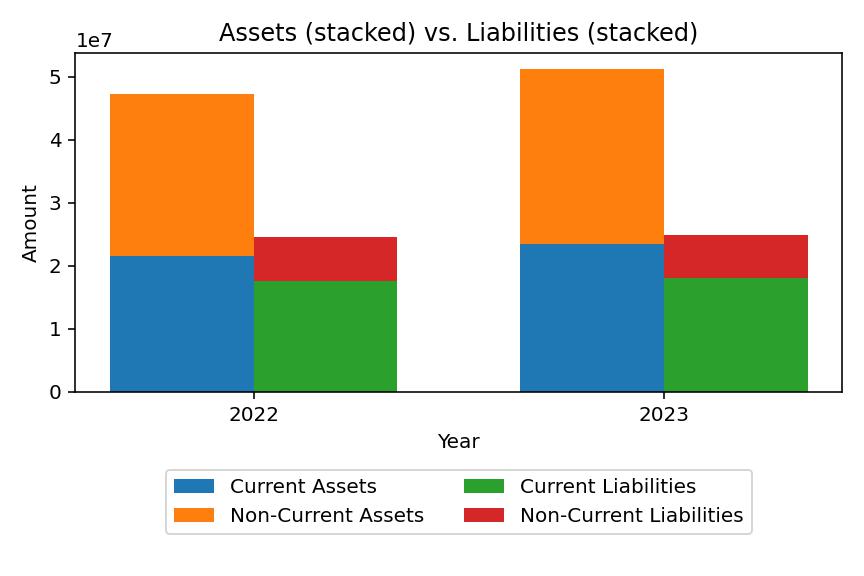 Assets (stacked) vs. Liabilities (stacked)
1e7
5
4
3
2
1
0
Amount
2022 2023
Year
Current Assets Current Liabilities
Non-Current Assets Non-Current Liabilities